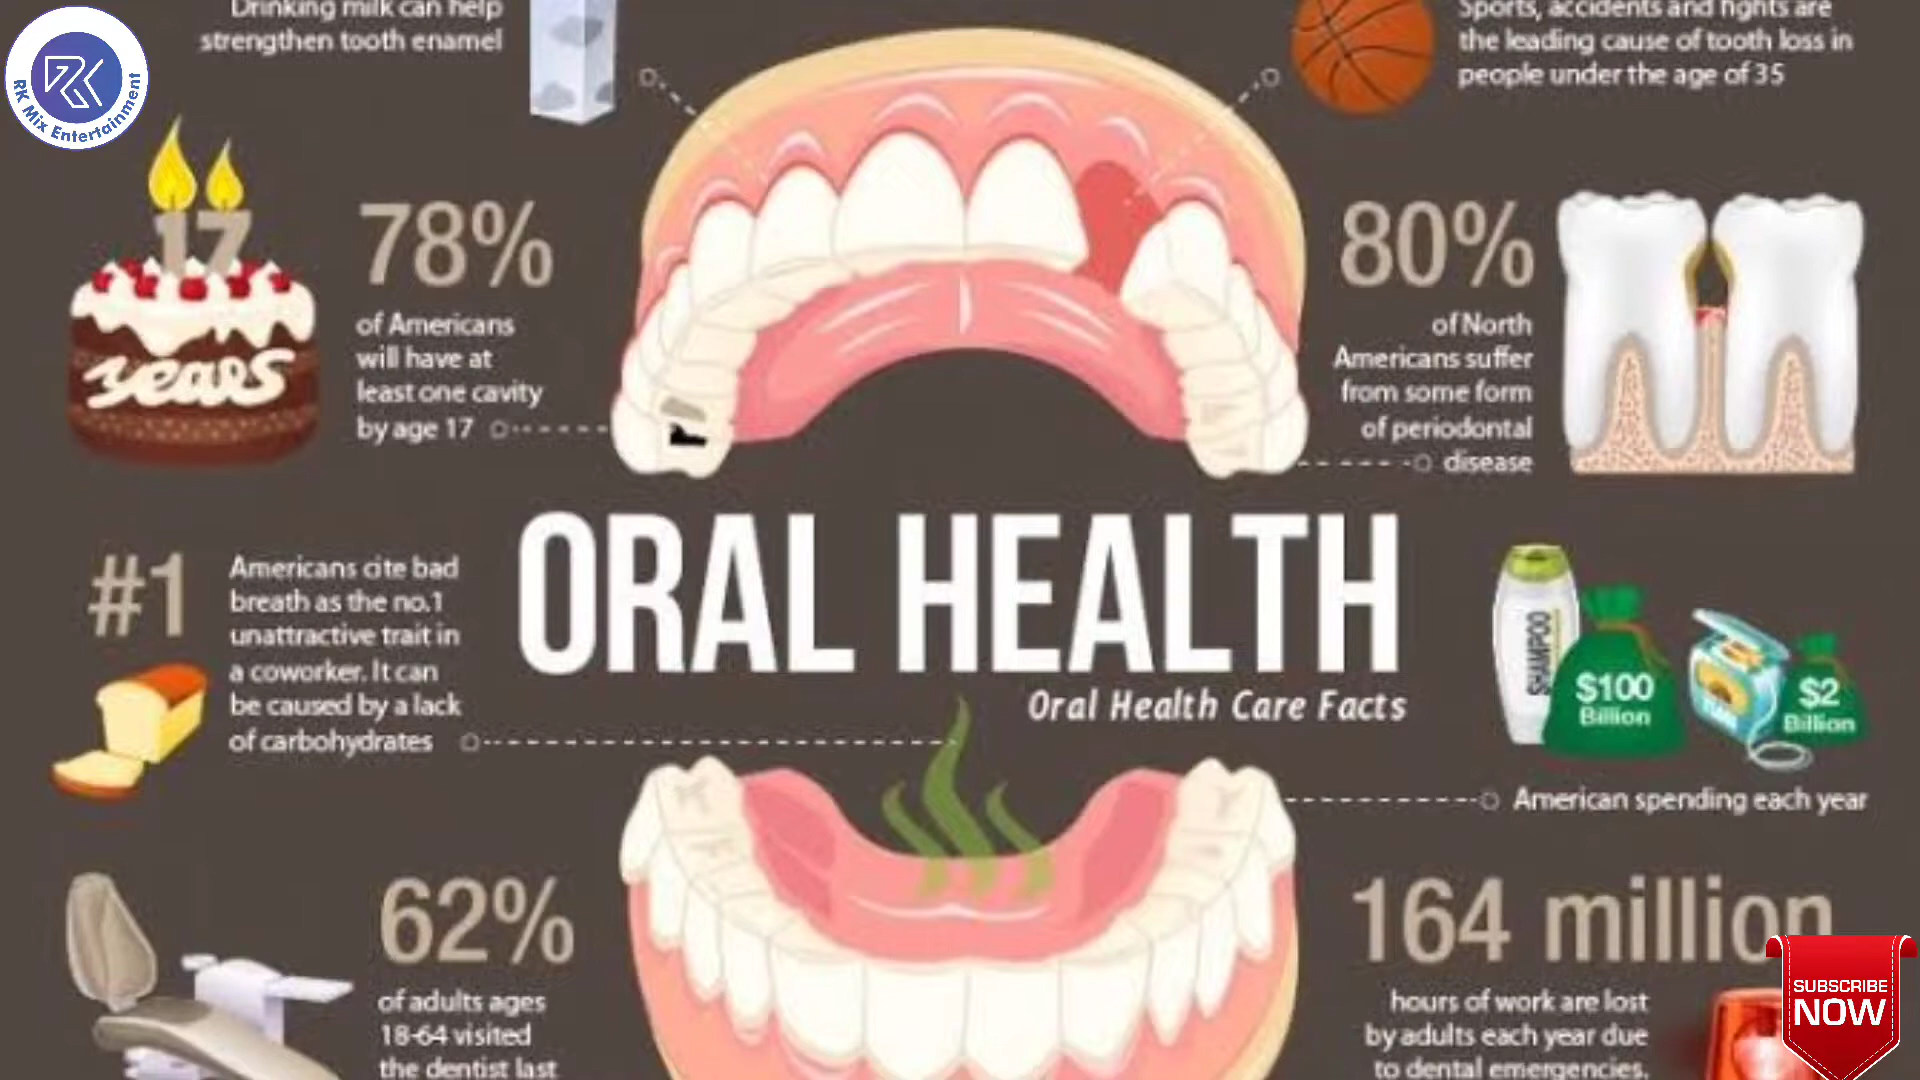 Drinking milk can help
strengthen tooth enamel
RK Mix Entertainment
Sports, accidents and fights are
the leading cause of tooth loss in
people under the age of 35
17
years
78%
of Americans
will have at
least one cavity
by age 17
80%
of North
Americans suffer
from some form
of periodontal
disease
ORAL HEALTH
Oral Health Care Facts
#1
Americans cite bad
breath as the no.1
unattractive trait in
a coworker. It can
be caused by a lack
of carbohydrates
SHAMPOO
$100
Billion
$2
Billion
American spending each year
62%
of adults ages
18-64 visited
the dentist last
164 million
hours of work are lost
by adults each year due
to dental emergencies.
SUBSCRIBE
NOW